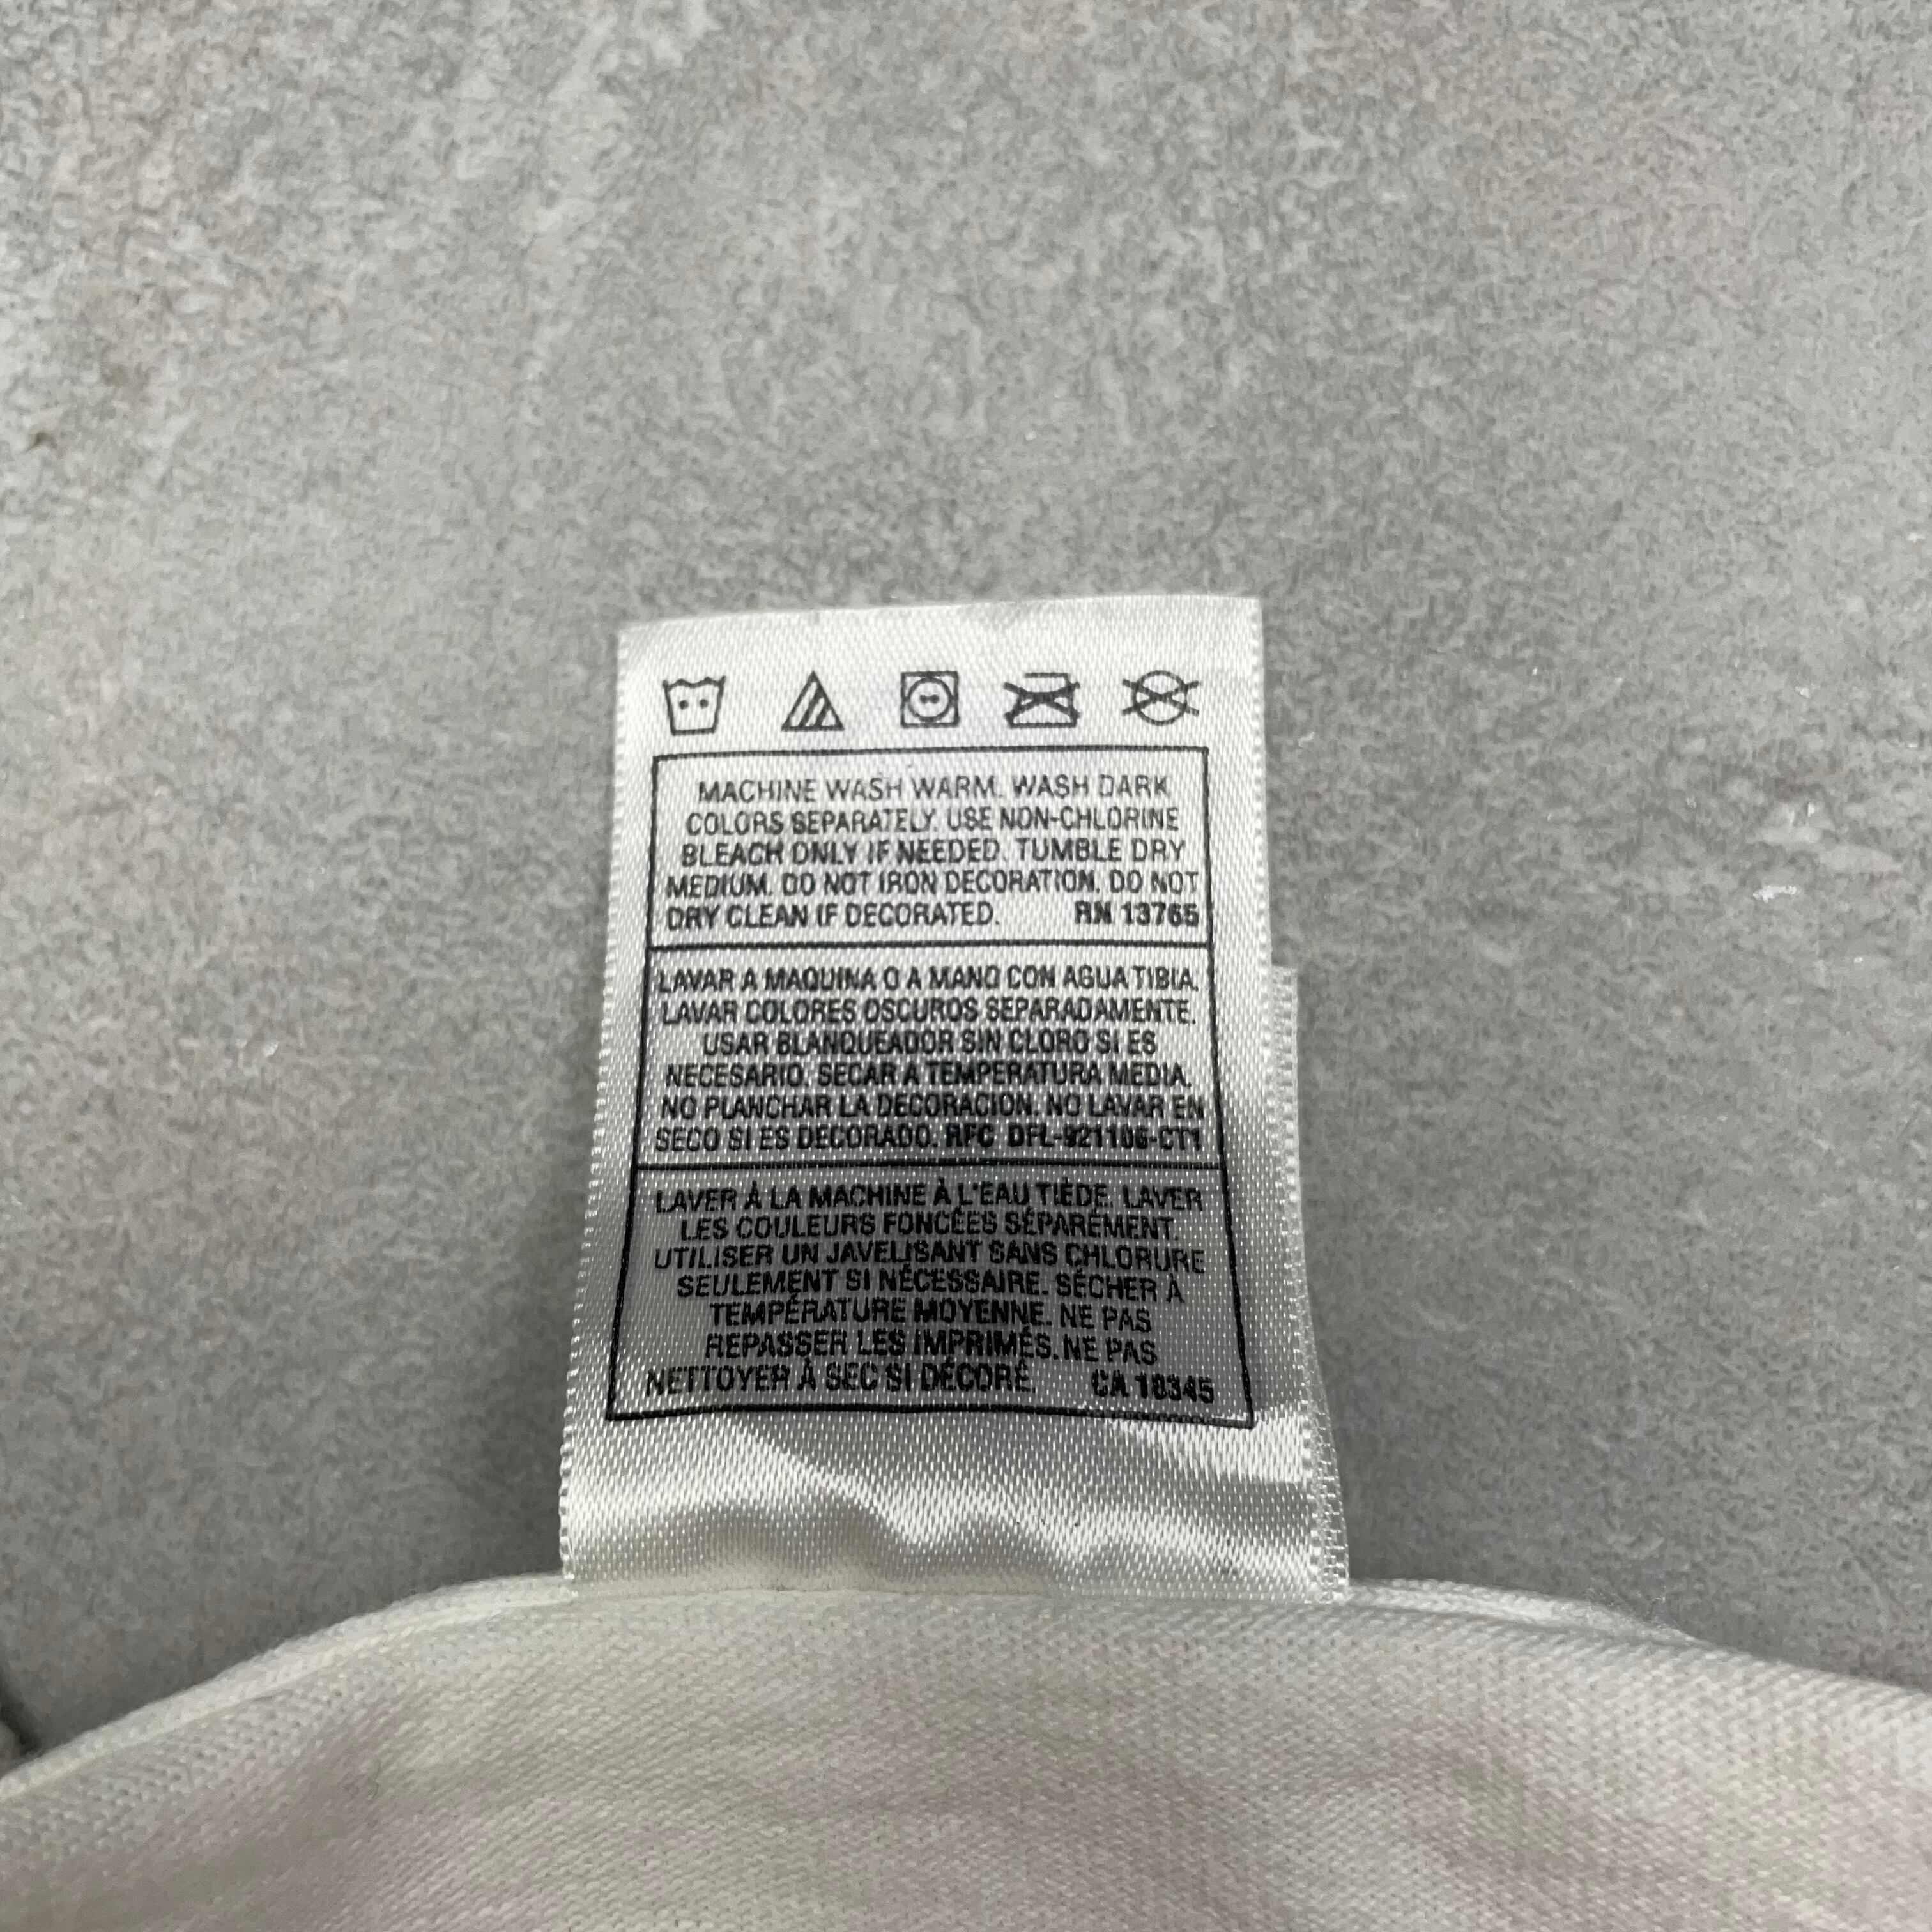 MACHINE WASH WARM. WASH DARK
COLORS SEPARATELY. USE NON-CHLORINE
BLEACH ONLY IF NEEDED. TUMBLE DRY
MEDIUM. DO NOT IRON DECORATION. DO NOT
DRY CLEAN IF DECORATED. RN 13765
LAVAR A MAQUINA O A MANO CON AGUA TIBIA.
LAVAR COLORES OSCUROS SEPARADAMENTE.
USAR BLANQUEADOR SIN CLORO SI ES
NECESARIO. SECAR A TEMPERATURA MEDIA.
NO PLANCHAR LA DECORACION. NO LAVAR EN
SECO SI ES DECORADO. RFC DFL-921106-CT1
LAVER À LA MACHINE À L'EAU TIÈDE. LAVER
LES COULEURS FONCÉES SÉPARÉMENT.
UTILISER UN JAVELISANT SANS CHLORURE
SEULEMENT SI NÉCESSAIRE. SÉCHER À
TEMPÉRATURE MOYENNE. NE PAS
REPASSER LES IMPRIMÉS. NE PAS
NETTOYER À SEC SI DÉCORÉ. CA 18345